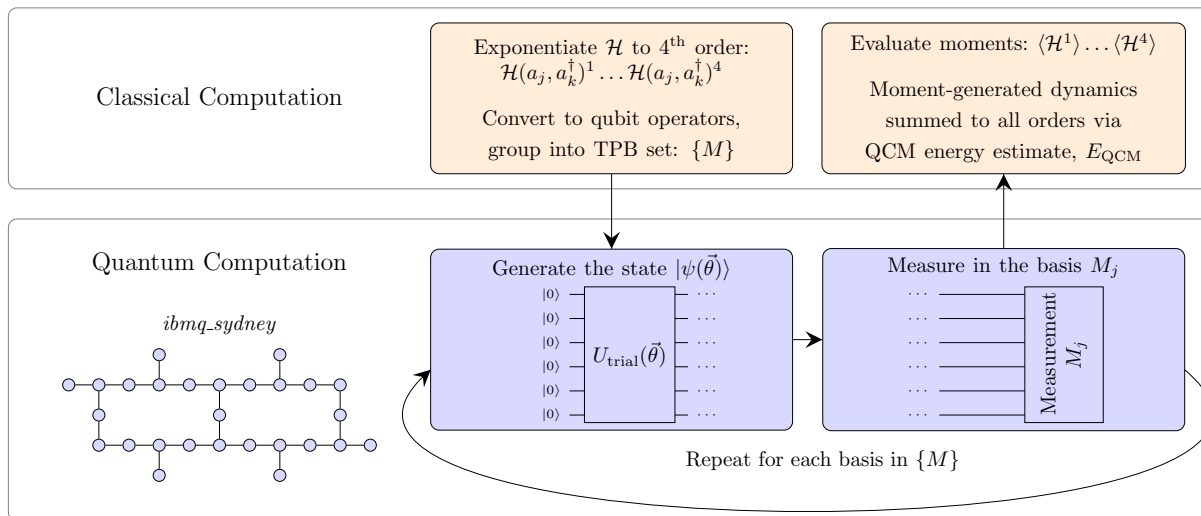 Classical Computation
Exponentiate ℋ to 4th order:
ℋ(a_j, a_k^†)^1 … ℋ(a_j, a_k^†)^4
Convert to qubit operators,
group into TPB set: {M}
Evaluate moments: ⟨ℋ^1⟩ … ⟨ℋ^4⟩
Moment-generated dynamics
summed to all orders via
QCM energy estimate, E_QCM
Quantum Computation
ibmq_sydney
Generate the state |ψ(θ⃗)⟩
|0⟩ ···
|0⟩ ···
|0⟩ ···
|0⟩ ···
|0⟩ ···
|0⟩ ···
U_trial(θ⃗)
Measure in the basis M_j
···
···
···
···
···
···
Measurement
M_j
Repeat for each basis in {M}